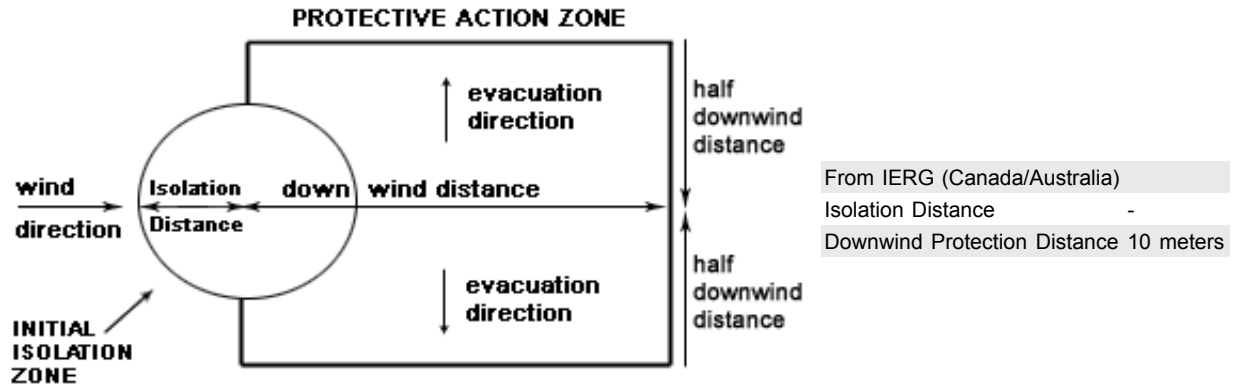 PROTECTIVE ACTION ZONE
evacuation
direction
half
downwind
distance
wind
direction
Isolation
Distance
down wind distance
evacuation
direction
half
downwind
distance
INITIAL
ISOLATION
ZONE
From IERG (Canada/Australia)
Isolation Distance -
Downwind Protection Distance 10 meters